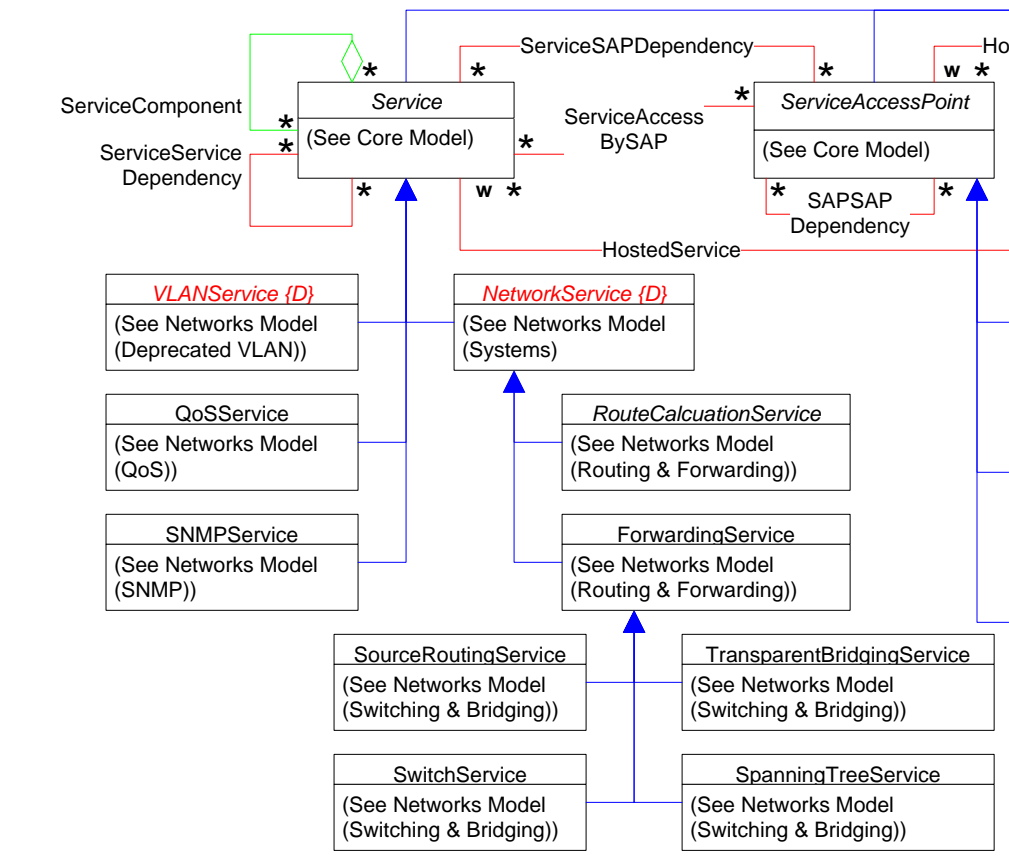 ServiceSAPDependency
Ho
*
*
*
w *
ServiceComponent
Service
(See Core Model)
*
*
ServiceAccess
BySAP
*
ServiceAccessPoint
(See Core Model)
ServiceService
Dependency
*
*
w *
*
*
SAPSAP
Dependency
*
HostedService
VLANService {D}
(See Networks Model
(Deprecated VLAN))
NetworkService {D}
(See Networks Model
(Systems)
QoSService
(See Networks Model
(QoS))
RouteCalcuationService
(See Networks Model
(Routing & Forwarding))
SNMPService
(See Networks Model
(SNMP))
ForwardingService
(See Networks Model
(Routing & Forwarding))
SourceRoutingService
(See Networks Model
(Switching & Bridging))
TransparentBridgingService
(See Networks Model
(Switching & Bridging))
SwitchService
(See Networks Model
(Switching & Bridging))
SpanningTreeService
(See Networks Model
(Switching & Bridging))